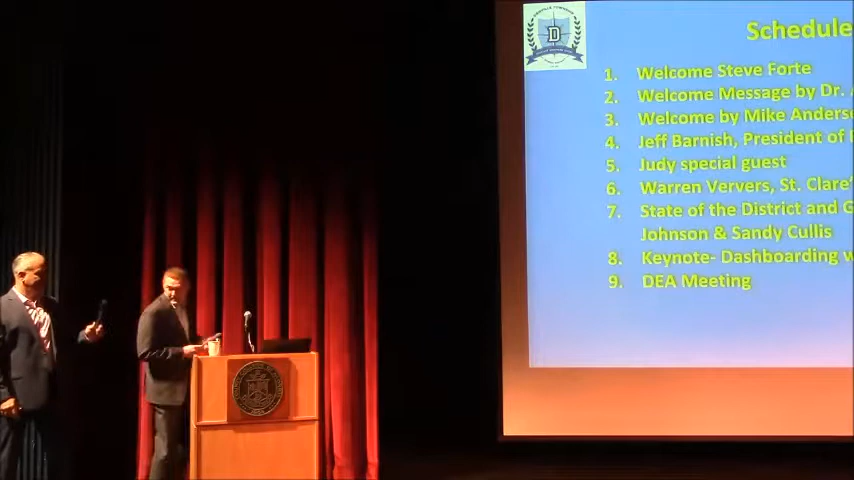 Schedule
1. Welcome Steve Forte
2. Welcome Message by Dr.
3. Welcome by Mike Anders
4. Jeff Barnish, President of
5. Judy special guest
6. Warren Ververs, St. Clare'
7. State of the District and
Johnson & Sandy Cullis
8. Keynote- Dashboarding w
9. DEA Meeting
D